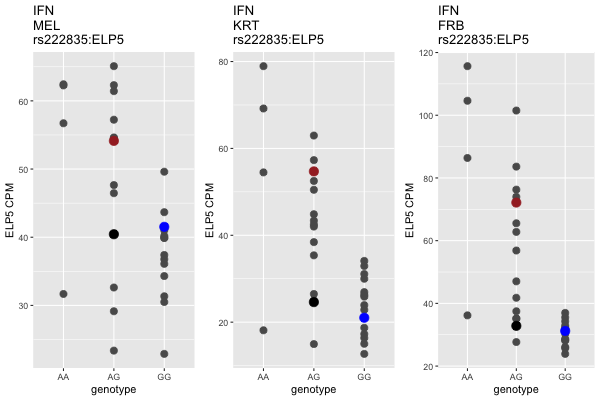 IFN
MEL
rs222835:ELP5
ELP5 CPM
60
50
40
30
AA
AG
GG
genotype
IFN
KRT
rs222835:ELP5
ELP5 CPM
80
60
40
20
AA
AG
GG
genotype
IFN
FRB
rs222835:ELP5
ELP5 CPM
120
100
80
60
40
20
AA
AG
GG
genotype